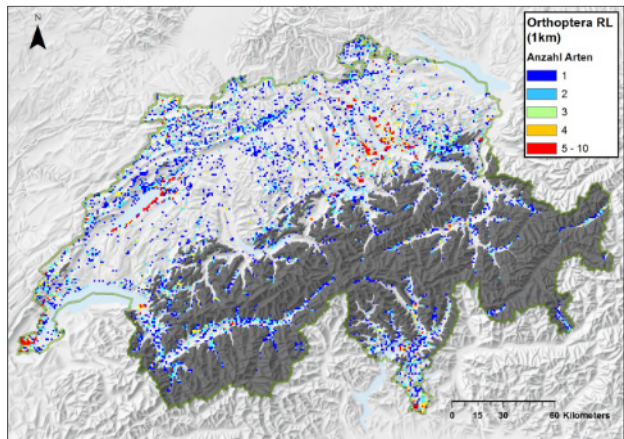 N
Orthoptera RL
(1km)
Anzahl Arten
1
2
3
4
5 - 10
0 15 30 60 Kilometers